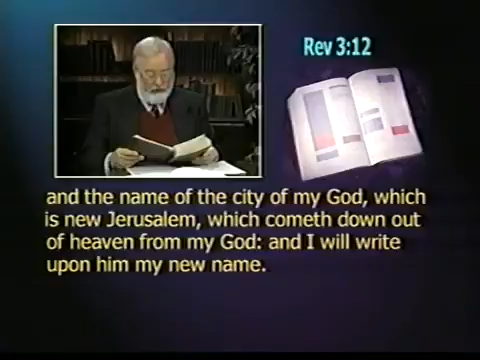 Rev 3:12
and the name of the city of my God, which
is new Jerusalem, which cometh down out
of heaven from my God: and I will write
upon him my new name.